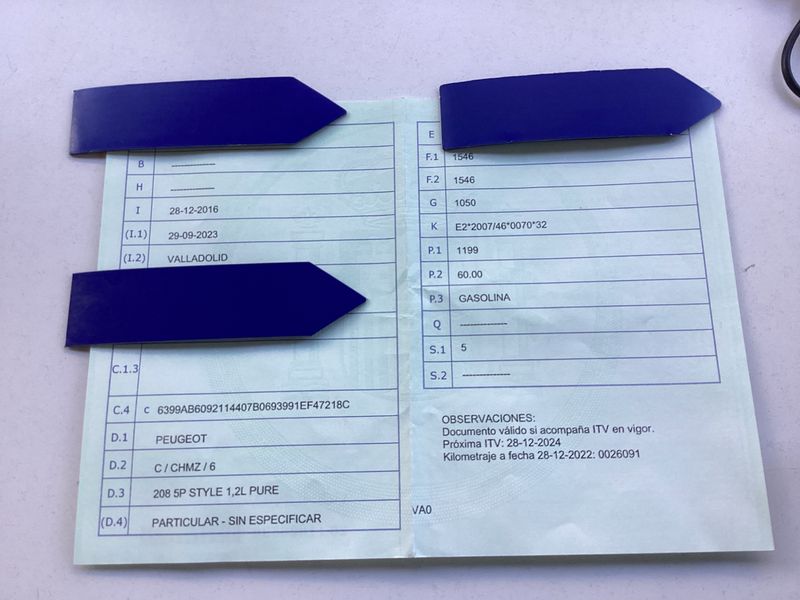 B --------------
H --------------
I 28-12-2016
(I.1) 29-09-2023
(I.2) VALLADOLID
C.1.3
C.4 c 6399AB6092114407B0693991EF47218C
D.1 PEUGEOT
D.2 C / CHMZ / 6
D.3 208 5P STYLE 1,2L PURE
(D.4) PARTICULAR - SIN ESPECIFICAR
E
F.1 1546
F.2 1546
G 1050
K E2*2007/46*0070*32
P.1 1199
P.2 60.00
P.3 GASOLINA
Q --------------
S.1 5
S.2 --------------
OBSERVACIONES:
Documento válido si acompaña ITV en vigor.
Próxima ITV: 28-12-2024
Kilometraje a fecha 28-12-2022: 0026091
VA0